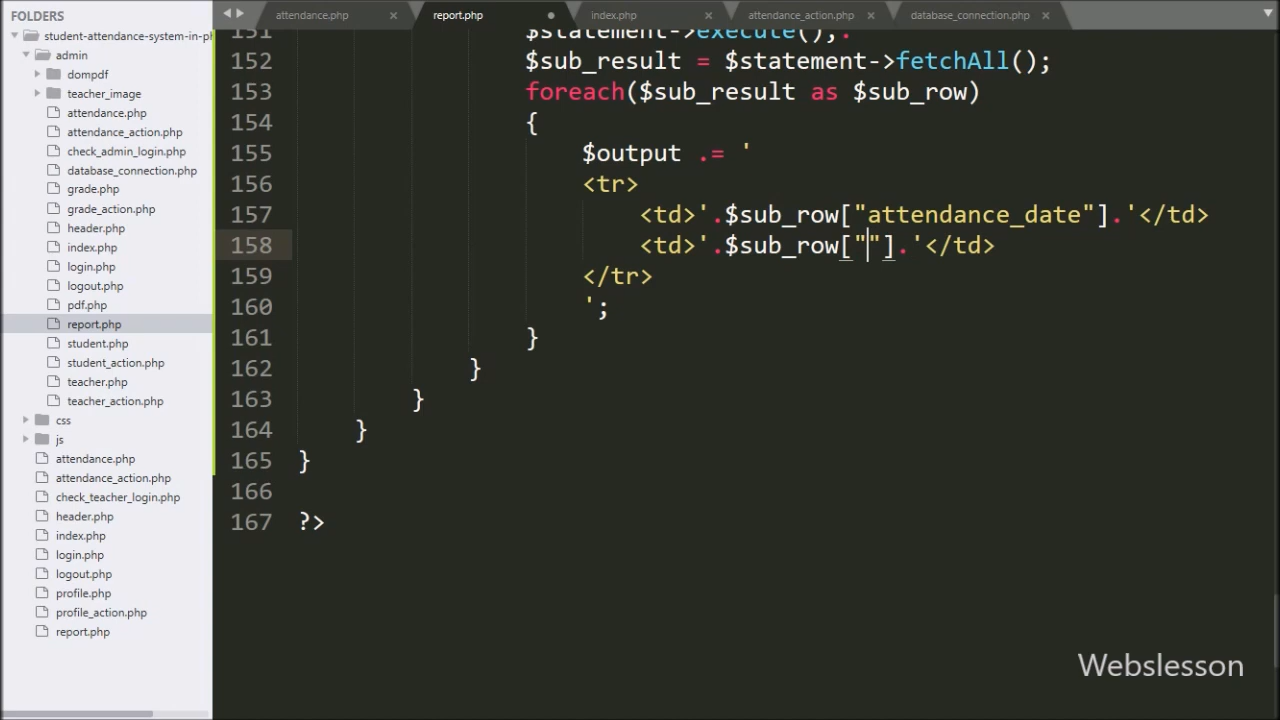 FOLDERS
student-attendance-system-in-ph
admin
dompdf
teacher_image
attendance.php
attendance_action.php
check_admin_login.php
database_connection.php
grade.php
grade_action.php
header.php
index.php
login.php
logout.php
pdf.php
report.php
student.php
student_action.php
teacher.php
teacher_action.php
css
js
attendance.php
attendance_action.php
check_teacher_login.php
header.php
index.php
login.php
logout.php
profile.php
profile_action.php
report.php
attendance.php report.php index.php attendance_action.php database_connection.php
151 $statement->execute();
152 $sub_result = $statement->fetchAll();
153 foreach($sub_result as $sub_row)
154 {
155 $output .= '
156 <tr>
157 <td>'.$sub_row["attendance_date"].'</td>
158 <td>'.$sub_row[""].'</td>
159 </tr>
160 ';
161 }
162 }
163 }
164 }
165 }
166
167 ?>
Webslesson